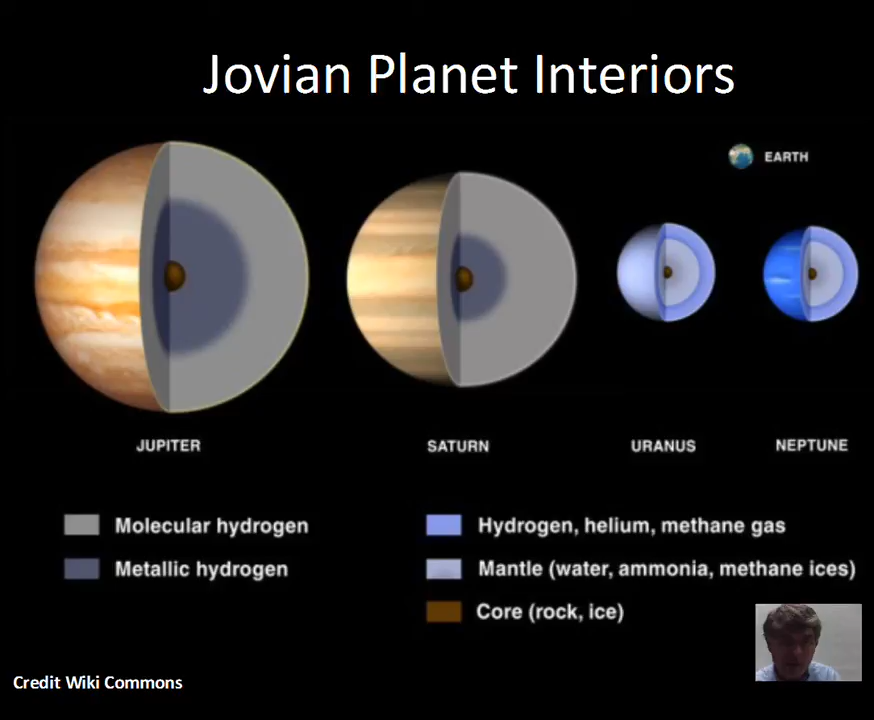 Jovian Planet Interiors
EARTH
JUPITER
SATURN
URANUS
NEPTUNE
Molecular hydrogen
Metallic hydrogen
Hydrogen, helium, methane gas
Mantle (water, ammonia, methane ices)
Core (rock, ice)
Credit Wiki Commons